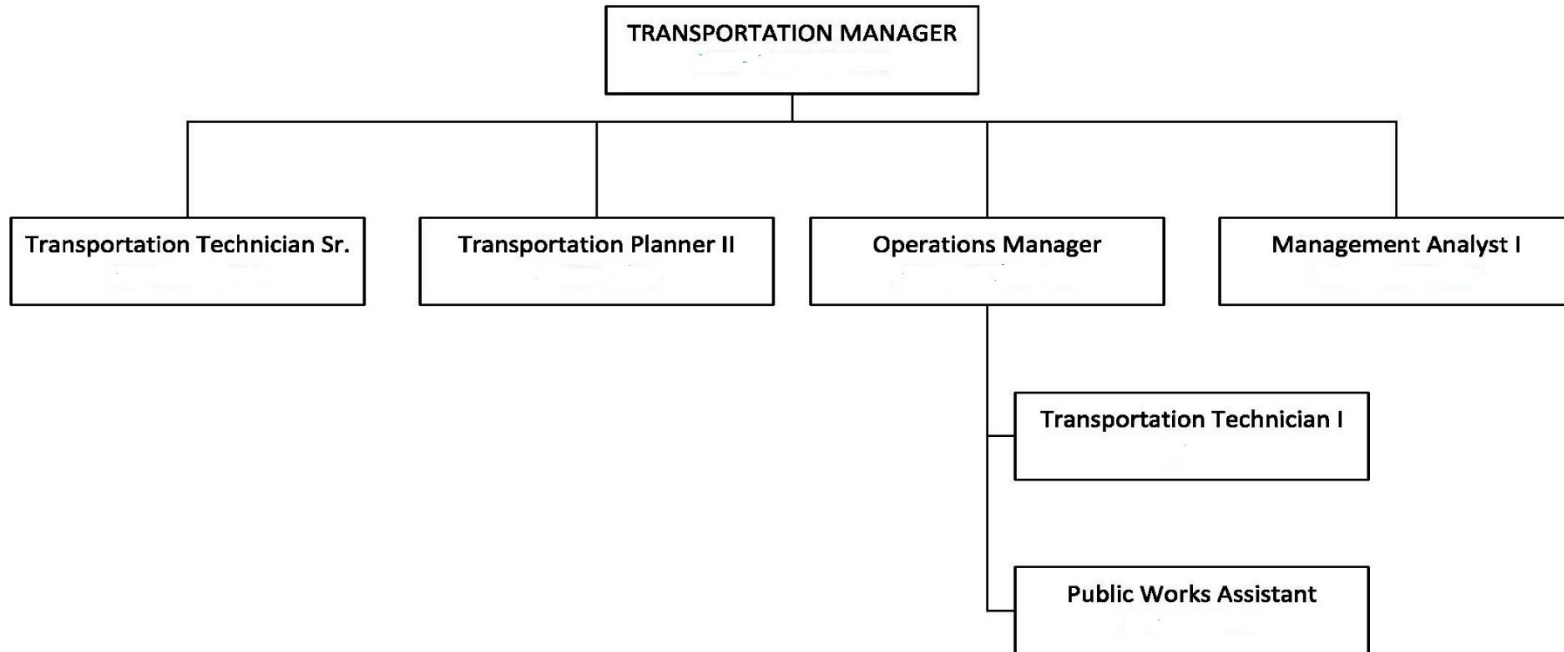 TRANSPORTATION MANAGER
Transportation Technician Sr.
Transportation Planner II
Operations Manager
Management Analyst I
Transportation Technician I
Public Works Assistant